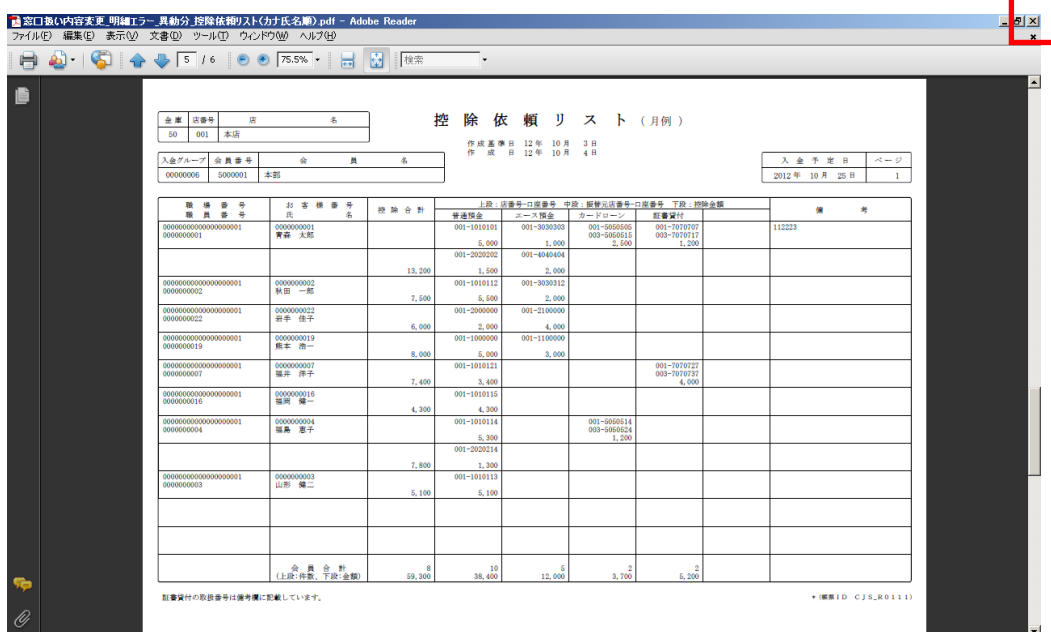 窓口扱い内容変更_明細エラー_異動分_控除依頼リスト(カナ氏名順).pdf - Adobe Reader
ファイル(F) 編集(E) 表示(V) 文書(D) ツール(T) ウィンドウ(W) ヘルプ(H)
5 / 6 75.5% 検索
金庫 店番号 店 名
50 001 本店
控 除 依 頼 リ ス ト (月例)
作成基準日 12年 10月 3日
作 成 日 12年 10月 4日
入金グループ 会員番号 会 員 名
00000006 5000001 本部
入 金 予 定 日 ページ
2012年 10月 25日 1
職 場 番 号 お 客 様 番 号 控 除 合 計 上段:店番号-口座番号 中段:振替元店番号-口座番号 下段:控除金額 備 考
職 員 番 号 氏 名 普通預金 エース預金 カードローン 証書貸付
00000000000000000001 0000000001 001-1010101 001-3030303 001-5050505 001-7070707 112223
0000000001 青森 太郎 003-5050515 003-7070717
5,000 1,000 2,500 1,200
001-2020202 001-4040404
13,200 1,500 2,000
00000000000000000001 0000000002 001-1010112 001-3030312
0000000002 秋田 一郎
7,500 5,500 2,000
00000000000000000001 0000000022 001-2000000 001-2100000
0000000022 岩手 佳子
6,000 2,000 4,000
00000000000000000001 0000000019 001-1000000 001-1100000
0000000019 熊本 浩一
8,000 5,000 3,000
00000000000000000001 0000000007 001-1010121 001-7070727
0000000007 福井 洋子 003-7070737
7,400 3,400 4,000
00000000000000000001 0000000016 001-1010115
0000000016 福岡 健一
4,300 4,300
00000000000000000001 0000000004 001-1010114 001-5050514
0000000004 福島 恵子 003-5050524
5,300 1,200
001-2020214
7,800 1,300
00000000000000000001 0000000003 001-1010113
0000000003 山形 健二
5,100 5,100
会 員 合 計 8 10 5 2 2
(上段:件数、下段:金額) 59,300 38,400 12,000 3,700 5,200
証書貸付の取扱番号は備考欄に記載しています。
*(帳票ID CJS_R0111)